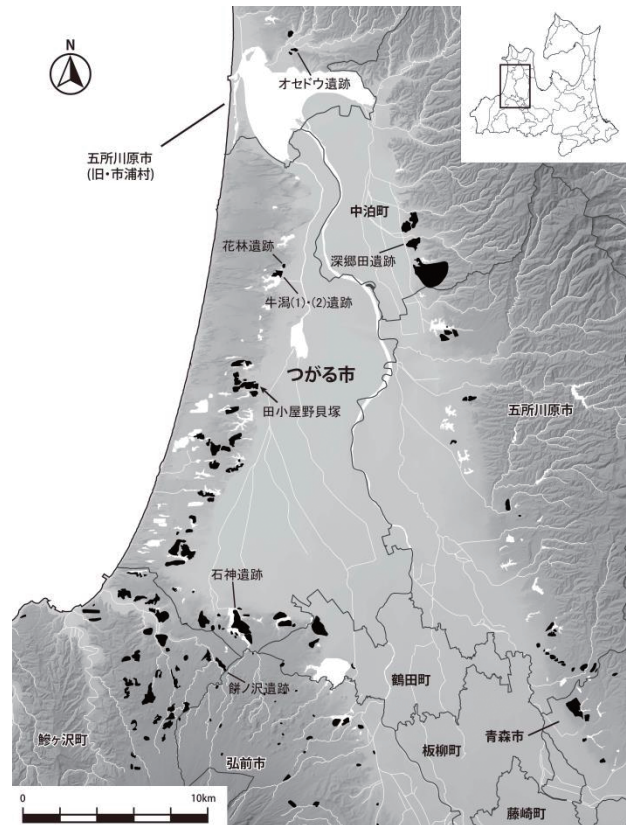 N
オセドウ遺跡
五所川原市
(旧・市浦村)
中泊町
花林遺跡
深郷田遺跡
牛潟(1)・(2)遺跡
つがる市
田小屋野貝塚
五所川原市
石神遺跡
餅ノ沢遺跡
鶴田町
鰺ヶ沢町
弘前市
板柳町
青森市
藤崎町
0 10km